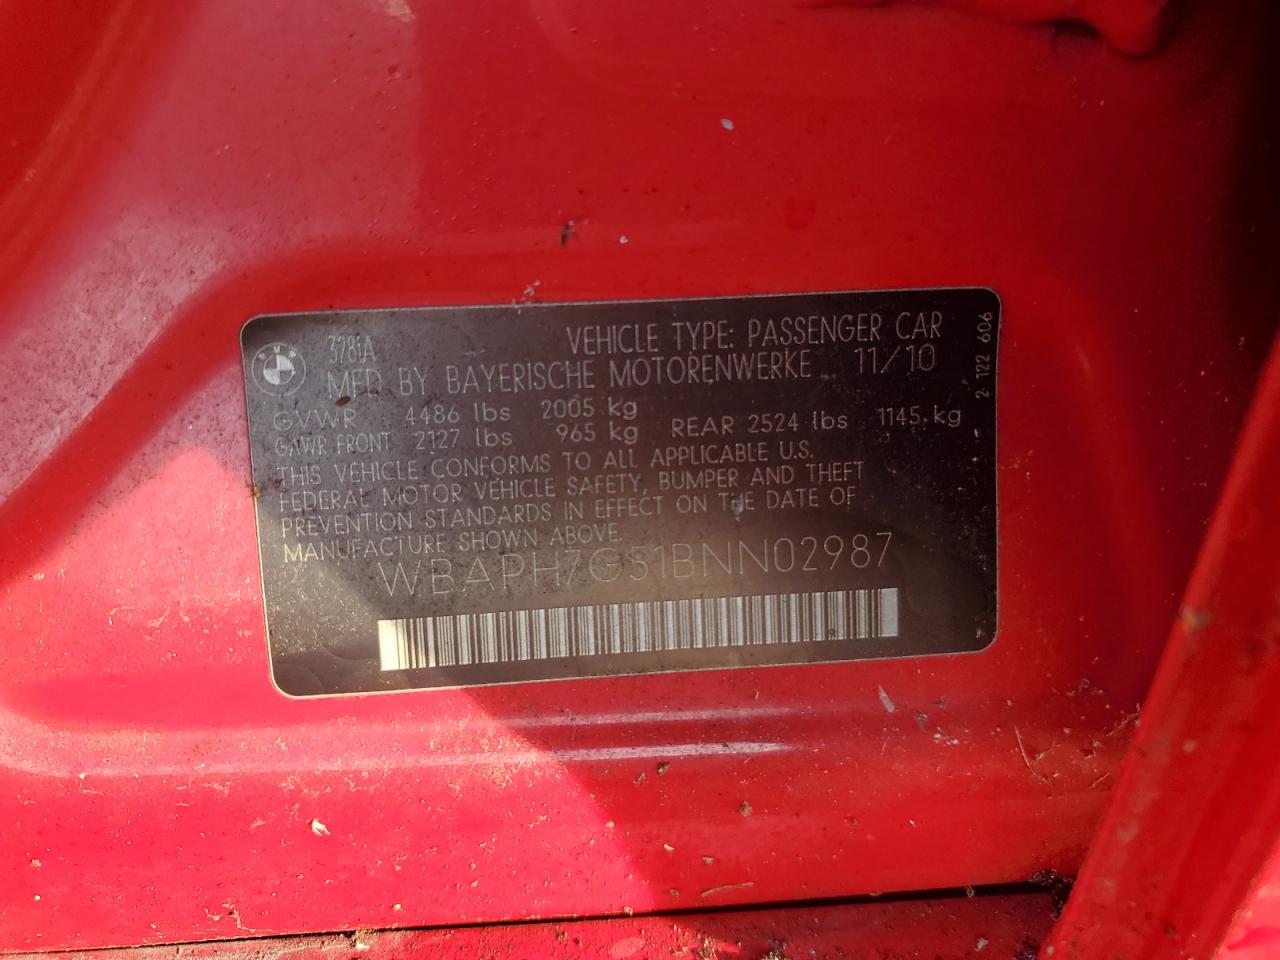 BMW
328iA VEHICLE TYPE: PASSENGER CAR
MFD BY BAYERISCHE MOTORENWERKE 11/10
GVWR 4486 lbs 2005 kg
GAWR FRONT 2127 lbs 965 kg REAR 2524 lbs 1145 kg
THIS VEHICLE CONFORMS TO ALL APPLICABLE U.S.
FEDERAL MOTOR VEHICLE SAFETY, BUMPER AND THEFT
PREVENTION STANDARDS IN EFFECT ON THE DATE OF
MANUFACTURE SHOWN ABOVE.
WBAPH7G51BNN02987
2 122 606